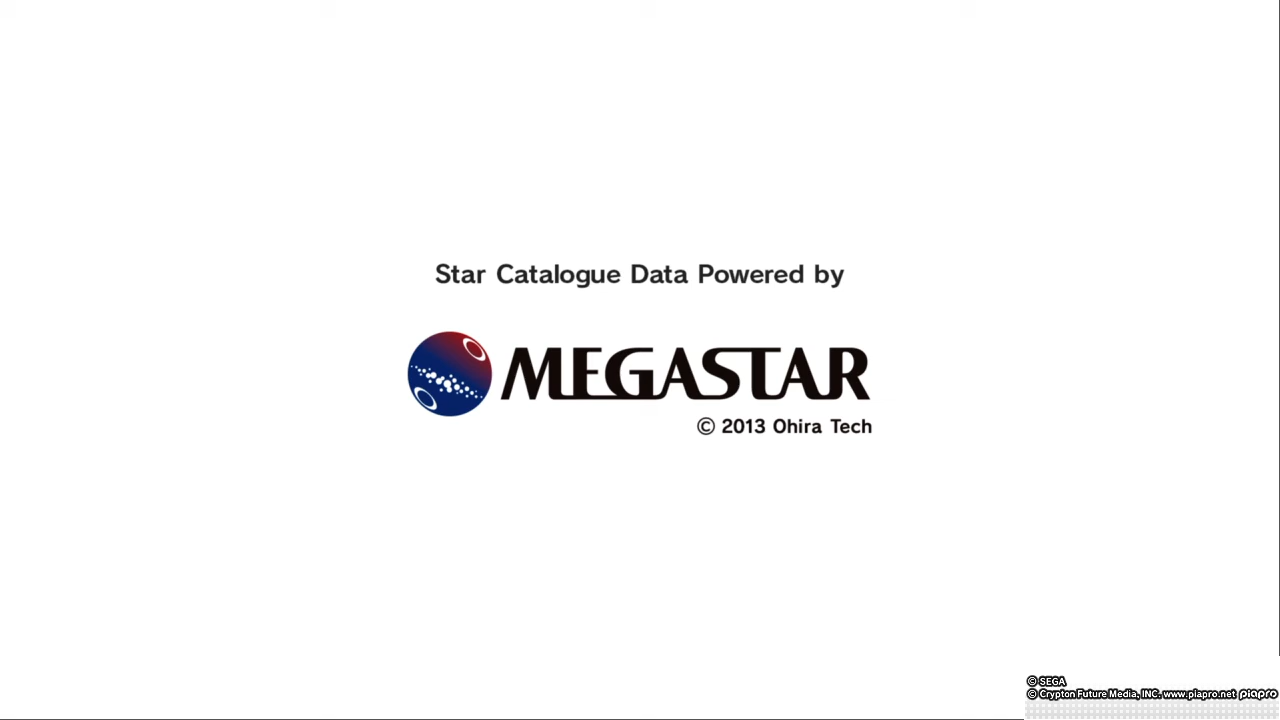 Star Catalogue Data Powered by
MEGASTAR
© 2013 Ohira Tech
© SEGA
© Crypton Future Media, INC. www.piapro.net piapro